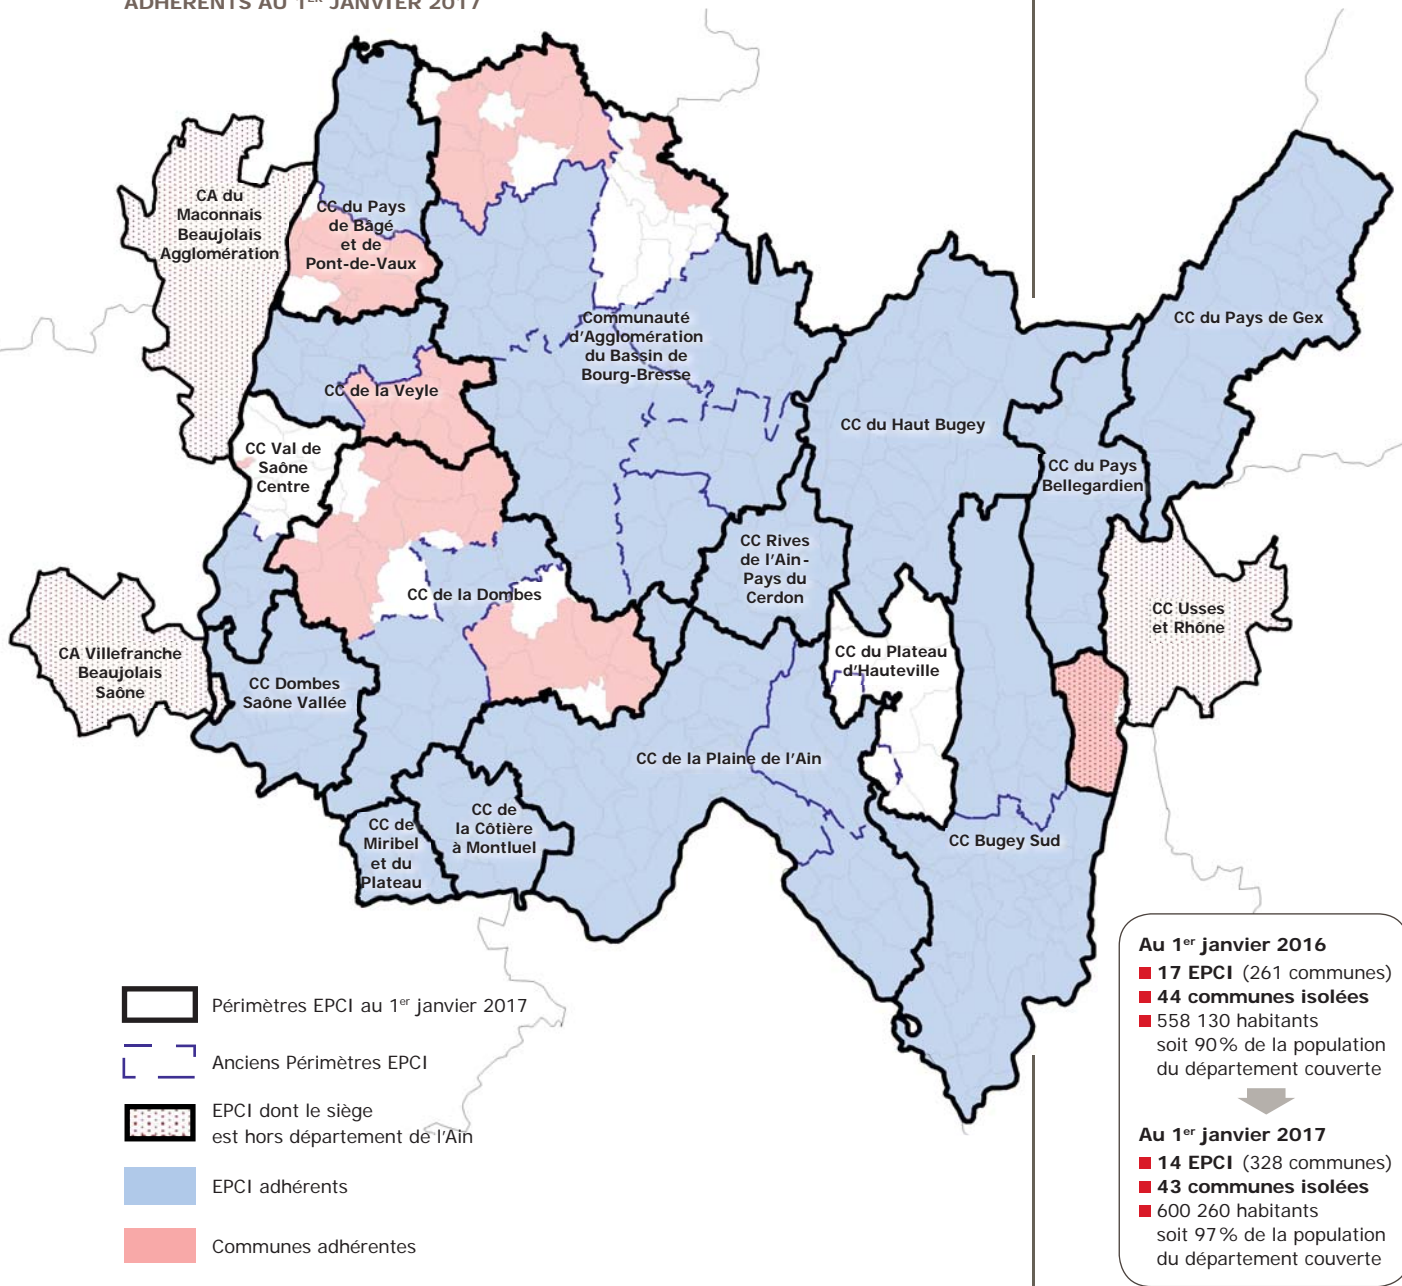 ADHÉRENTS AU 1ER JANVIER 2017
CA du
Maconnais
Beaujolais
Agglomération
CC du Pays
de Bâgé
et de
Pont-de-Vaux
Communauté
d'Agglomération
du Bassin de
Bourg-Bresse
CC du Pays de Gex
CC de la Veyle
CC du Haut Bugey
CC Val de
Saône
Centre
CC du Pays
Bellegardien
CC Rives
de l'Ain-
Pays du
Cerdon
CC de la Dombes
CC Usses
et Rhône
CA Villefranche
Beaujolais
Saône
CC Dombes
Saône Vallée
CC du Plateau
d'Hauteville
CC de la Plaine de l'Ain
CC de
Miribel
et du
Plateau
CC de
la Côtière
à Montluel
CC Bugey Sud
Périmètres EPCI au 1er janvier 2017
Anciens Périmètres EPCI
EPCI dont le siège
est hors département de l'Ain
EPCI adhérents
Communes adhérentes
Au 1er janvier 2016
17 EPCI (261 communes)
44 communes isolées
558 130 habitants
soit 90% de la population
du département couverte
Au 1er janvier 2017
14 EPCI (328 communes)
43 communes isolées
600 260 habitants
soit 97% de la population
du département couverte